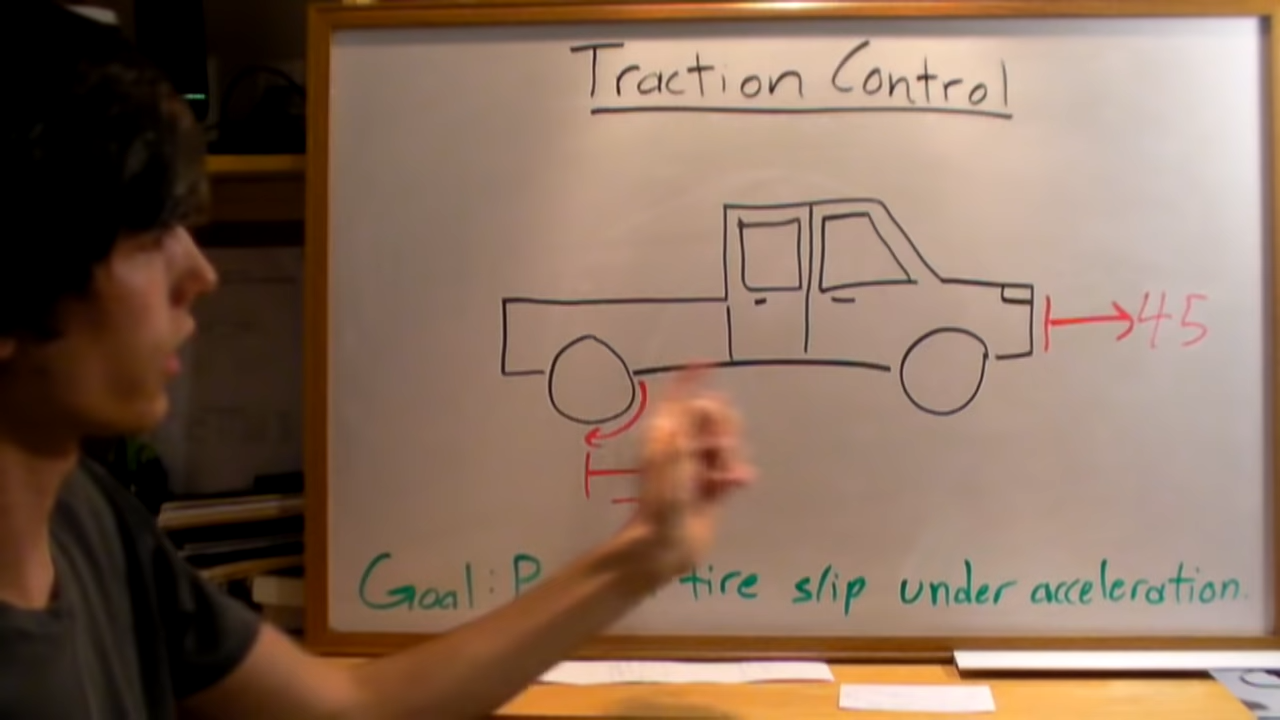 Traction Control
45
Goal: P tire slip under acceleration.